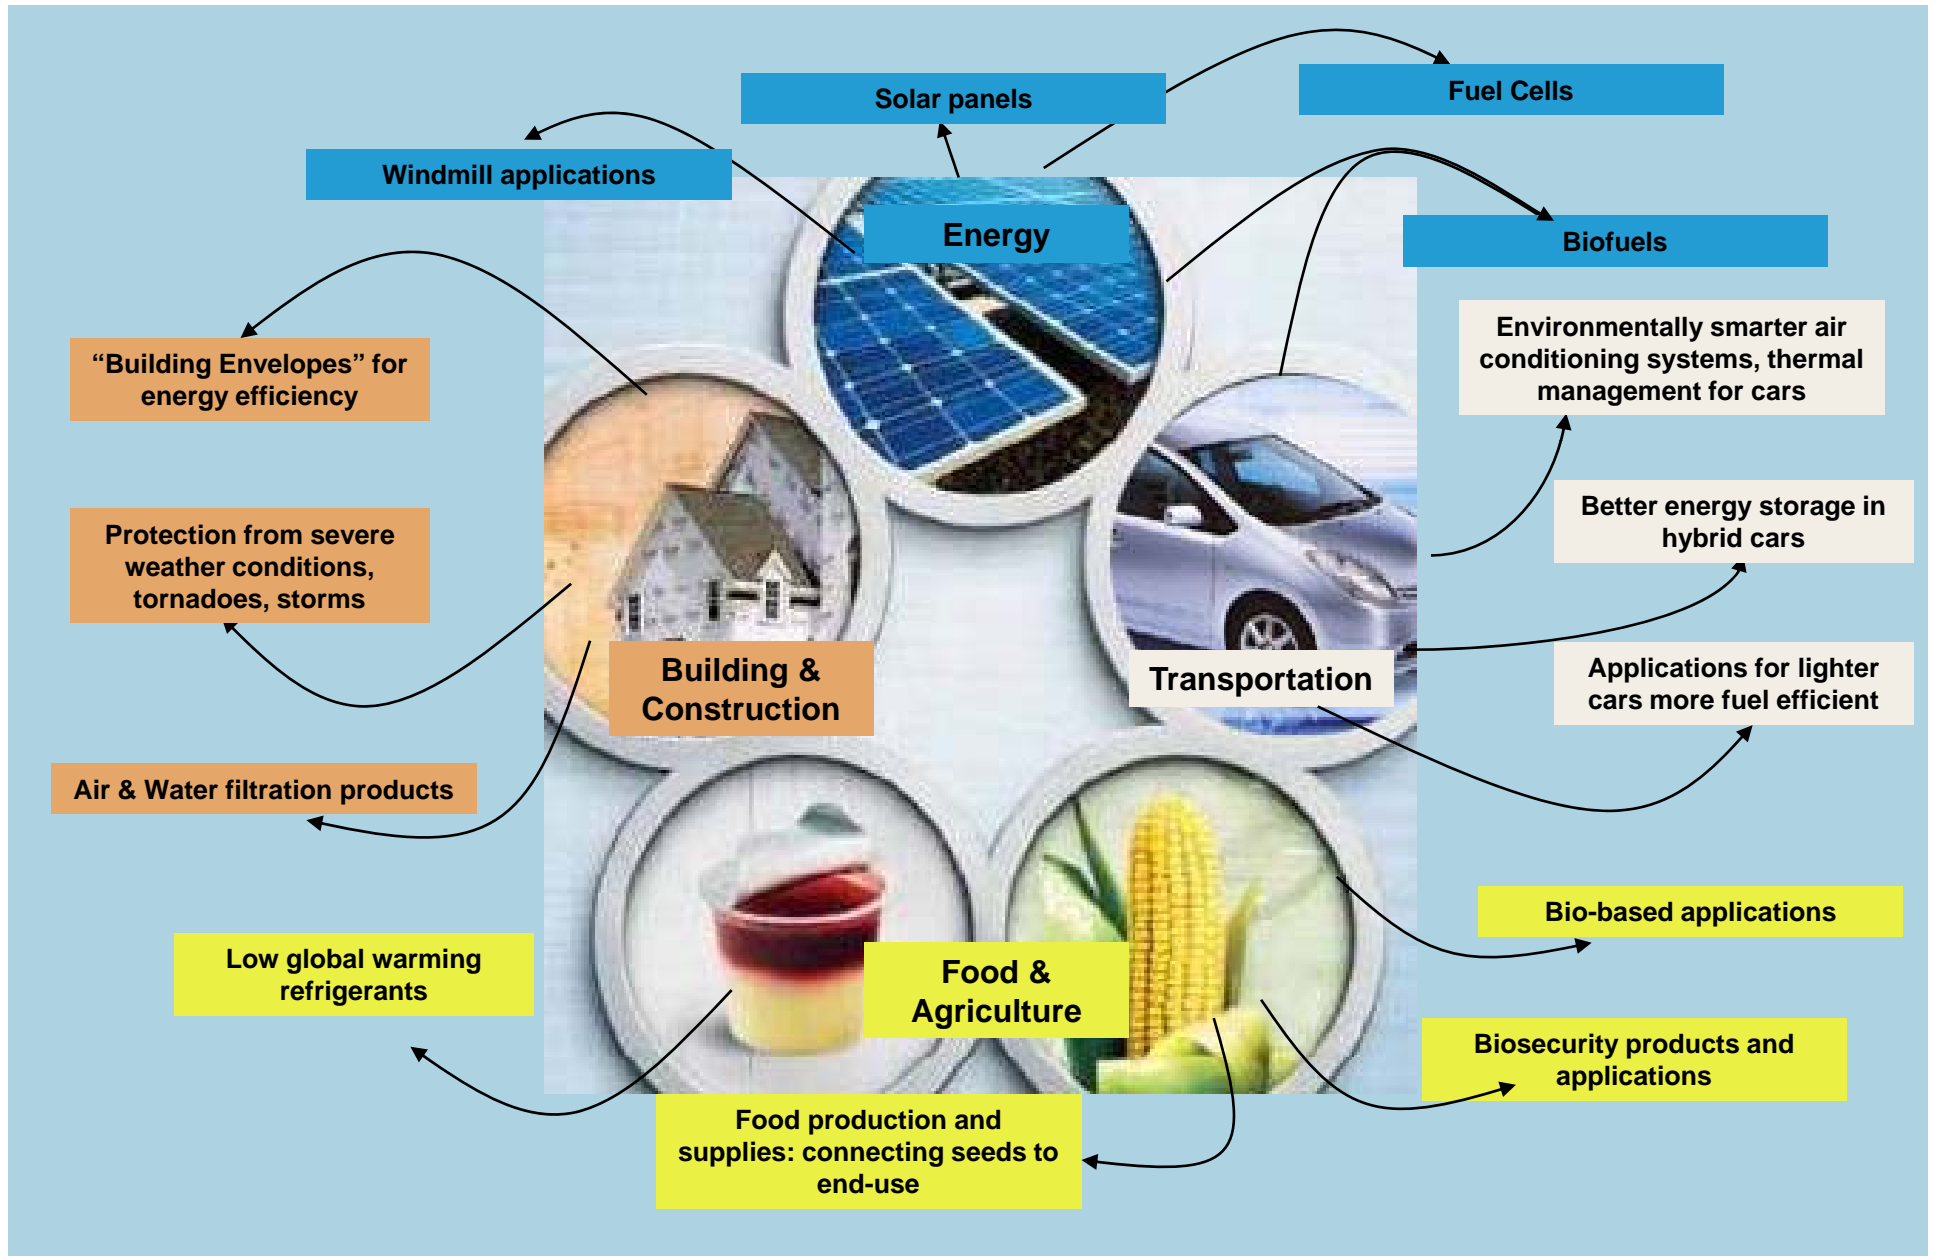 Solar panels
Fuel Cells
Windmill applications
Energy
Biofuels
Environmentally smarter air
conditioning systems, thermal
management for cars
“Building Envelopes” for
energy efficiency
Better energy storage in
hybrid cars
Protection from severe
weather conditions,
tornadoes, storms
Building &
Construction
Transportation
Applications for lighter
cars more fuel efficient
Air & Water filtration products
Bio-based applications
Low global warming
refrigerants
Food &
Agriculture
Biosecurity products and
applications
Food production and
supplies: connecting seeds to
end-use